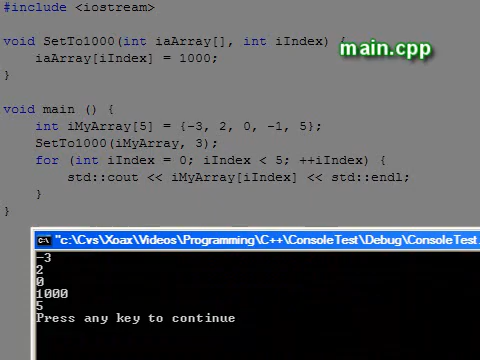 #include <iostream>
void SetTo1000(int iaArray[], int iIndex) {
main.cpp
iaArray[iIndex] = 1000;
}
void main () {
int iMyArray[5] = {-3, 2, 0, -1, 5};
SetTo1000(iMyArray, 3);
for (int iIndex = 0; iIndex < 5; ++iIndex) {
std::cout << iMyArray[iIndex] << std::endl;
}
}
"c:\Cvs\Xoax\Videos\Programming\C++\ConsoleTest\Debug\ConsoleTest.
-3
2
0
1000
5
Press any key to continue